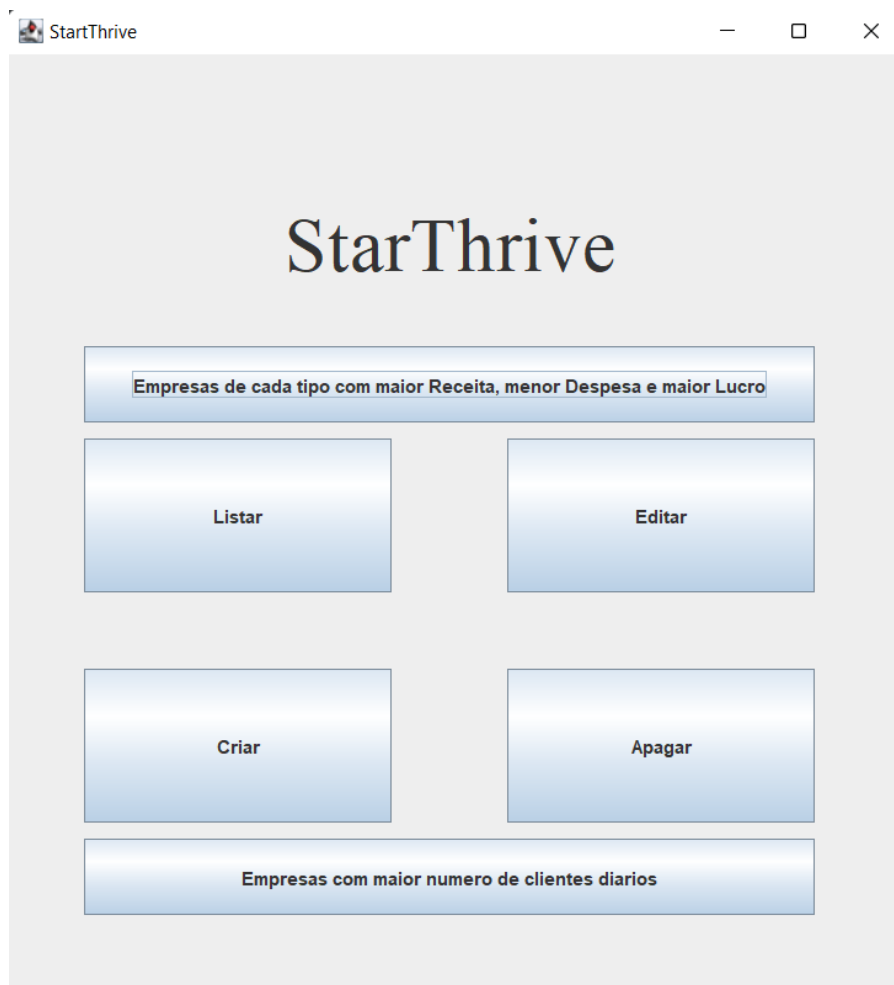 StartThrive
StarThrive
Empresas de cada tipo com maior Receita, menor Despesa e maior Lucro
Listar
Editar
Criar
Apagar
Empresas com maior numero de clientes diarios